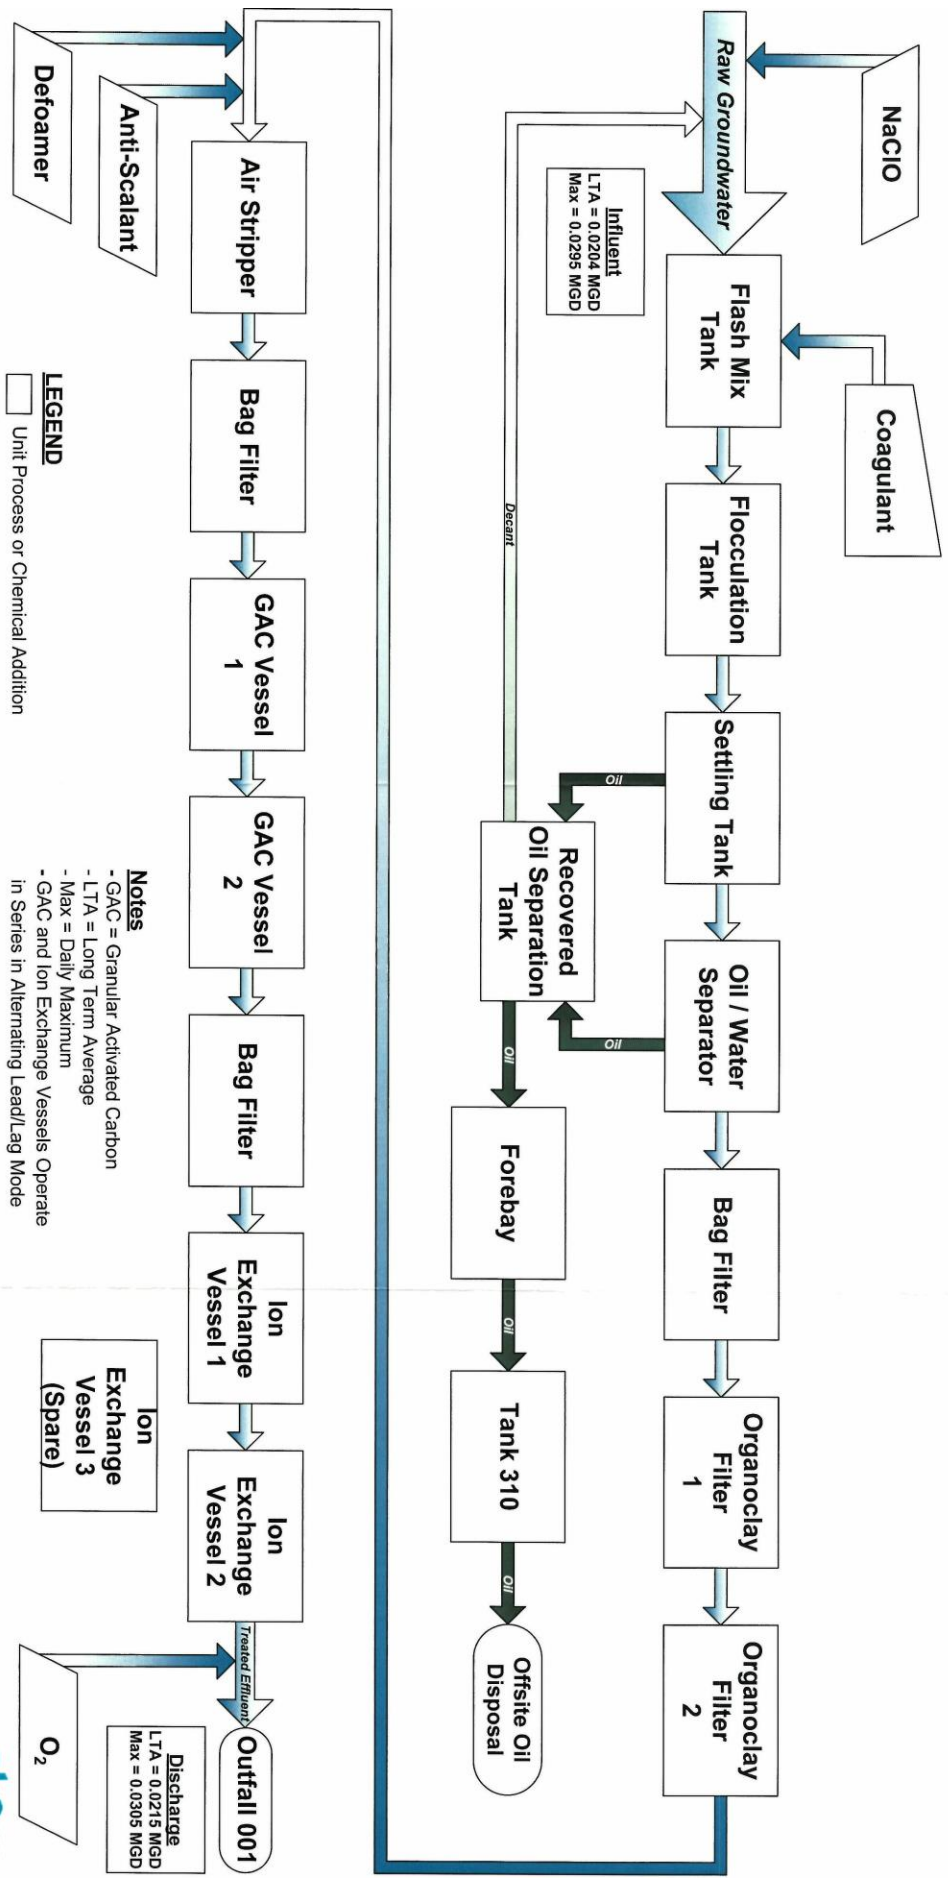 NaClO
Coagulant
Raw Groundwater
Flash Mix
Tank
Flocculation
Tank
Settling Tank
Oil / Water
Separator
Bag Filter
Organoclay
Filter
1
Organoclay
Filter
2
Influent
LTA = 0.0204 MGD
Max = 0.0295 MGD
Decant
Oil
Oil
Recovered
Oil Separation
Tank
Oil
Forebay
Oil
Tank 310
Oil
Offsite Oil
Disposal
Air Stripper
Bag Filter
GAC Vessel
1
GAC Vessel
2
Bag Filter
Ion
Exchange
Vessel 1
Ion
Exchange
Vessel 2
Treated Effluent
Outfall 001
Anti-Scalant
Defoamer
Ion
Exchange
Vessel 3
(Spare)
O2
Discharge
LTA = 0.0215 MGD
Max = 0.0305 MGD
LEGEND
Unit Process or Chemical Addition
Notes
- GAC = Granular Activated Carbon
- LTA = Long Term Average
- Max = Daily Maximum
- GAC and Ion Exchange Vessels Operate
in Series in Alternating Lead/Lag Mode